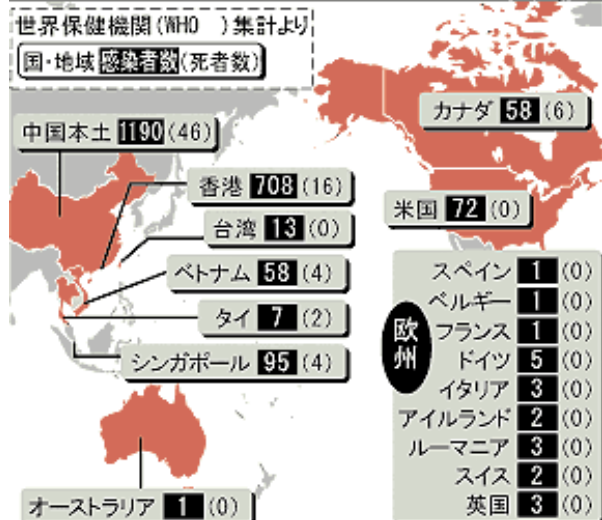 世界保健機関(WHO　)集計より
国・地域 感染者数(死者数)
カナダ 58 (6)
中国本土 1190 (46)
香港 708 (16)
米国 72 (0)
台湾 13 (0)
ベトナム 58 (4)
タイ 7 (2)
シンガポール 95 (4)
オーストラリア 1 (0)
欧州
スペイン 1 (0)
ベルギー 1 (0)
フランス 1 (0)
ドイツ 5 (0)
イタリア 3 (0)
アイルランド 2 (0)
ルーマニア 3 (0)
スイス 2 (0)
英国 3 (0)